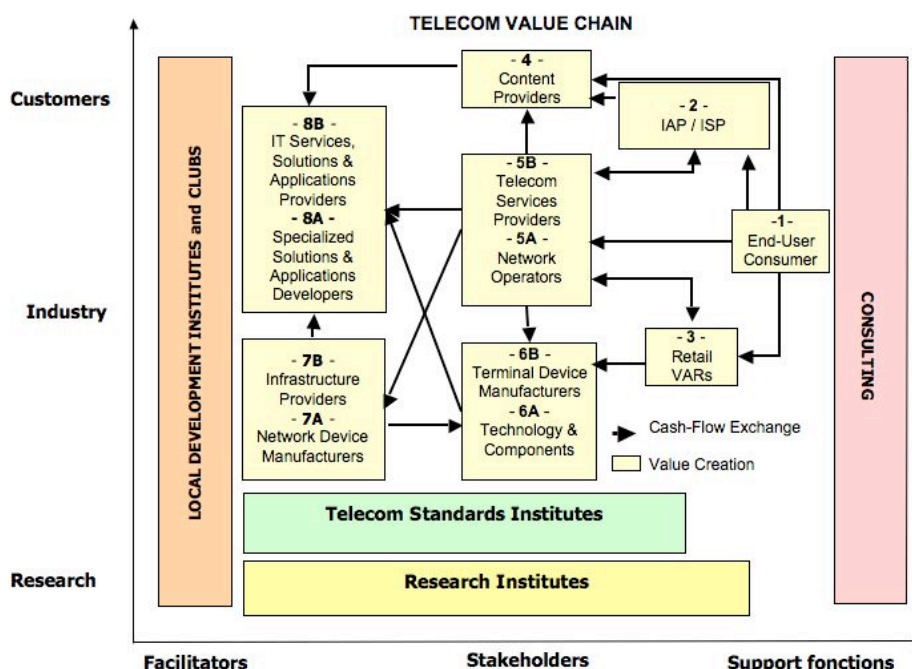 TELECOM VALUE CHAIN
Customers
Industry
Research
LOCAL DEVELOPMENT INSTITUTES and CLUBS
- 4 -
Content
Providers
- 2 -
IAP / ISP
- 8B -
IT Services,
Solutions &
Applications
Providers
- 8A -
Specialized
Solutions &
Applications
Developers
- 5B -
Telecom
Services
Providers
- 5A -
Network
Operators
-1-
End-User
Consumer
- 7B -
Infrastructure
Providers
- 7A -
Network Device
Manufacturers
- 6B -
Terminal Device
Manufacturers
- 6A -
Technology &
Components
- 3 -
Retail
VARs
Cash-Flow Exchange
Value Creation
CONSULTING
Telecom Standards Institutes
Research Institutes
Facilitators
Stakeholders
Support fonctions